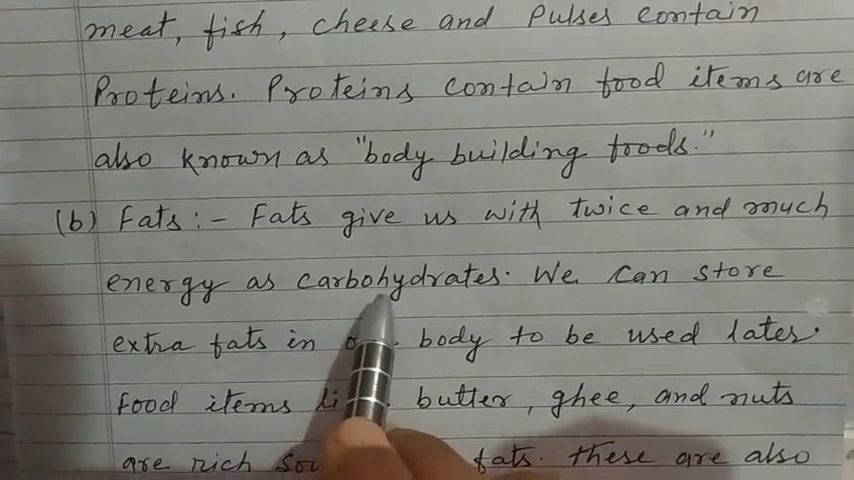 meat, fish, cheese and Pulses contain
Proteins. Proteins contain food items are
also known as "body building foods."
(b) Fats :- Fats give us with twice and much
energy as carbohydrates. We can store
extra fats in body to be used later.
food items butter, ghee, and nuts
are rich fats. these are also